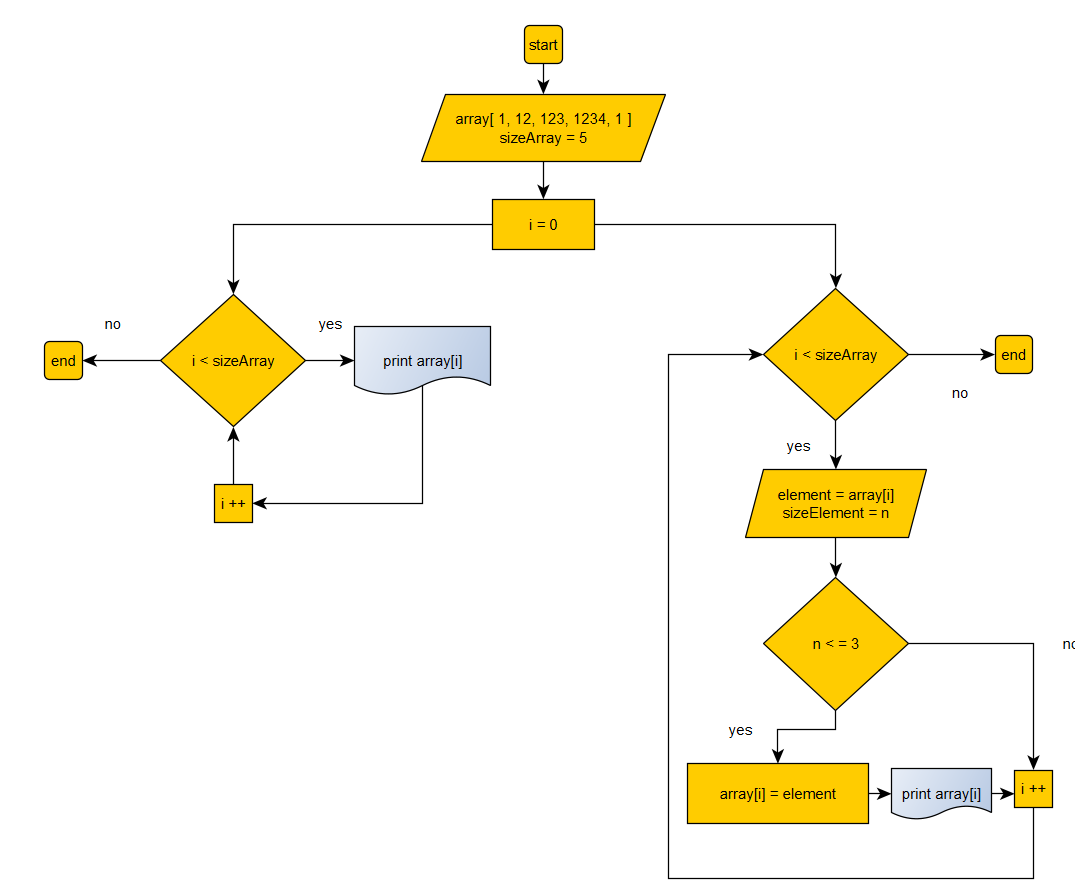 start
array[ 1, 12, 123, 1234, 1 ]
sizeArray = 5
i = 0
no
yes
end
i < sizeArray
print array[i]
i ++
i < sizeArray
end
no
yes
element = array[i]
sizeElement = n
n < = 3
no
yes
array[i] = element
print array[i]
i ++